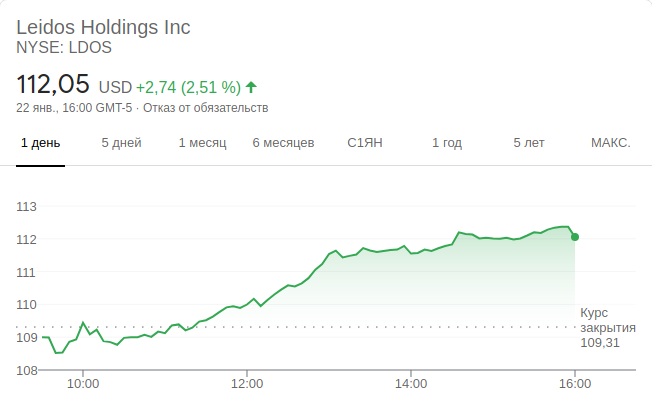 Leidos Holdings Inc
NYSE: LDOS
112,05 USD +2,74 (2,51 %)
22 янв., 16:00 GMT-5 · Отказ от обязательств
1 день 5 дней 1 месяц 6 месяцев С1ЯН 1 год 5 лет МАКС.
113
112
111
110
109
108
Курс
закрытия
109,31
10:00 12:00 14:00 16:00